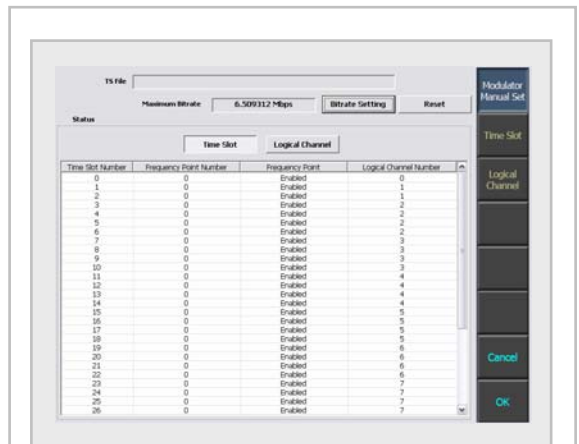 TS File
Modulator
Manual Set
Maximum Bitrate 6.509312 Mbps Bitrate Setting Reset
Status
Time Slot Logical Channel
Time Slot
Logical
Channel
Time Slot Number Frequency Point Number Frequency Point Logical Channel Number
0 0 Enabled 0
1 0 Enabled 1
2 0 Enabled 1
3 0 Enabled 2
4 0 Enabled 2
5 0 Enabled 2
6 0 Enabled 2
7 0 Enabled 3
8 0 Enabled 3
9 0 Enabled 3
10 0 Enabled 3
11 0 Enabled 4
12 0 Enabled 4
13 0 Enabled 4
14 0 Enabled 4
15 0 Enabled 5
16 0 Enabled 5
17 0 Enabled 5
18 0 Enabled 5
19 0 Enabled 6
20 0 Enabled 6
21 0 Enabled 6
22 0 Enabled 6
23 0 Enabled 7
24 0 Enabled 7
25 0 Enabled 7
26 0 Enabled 7
Cancel
OK